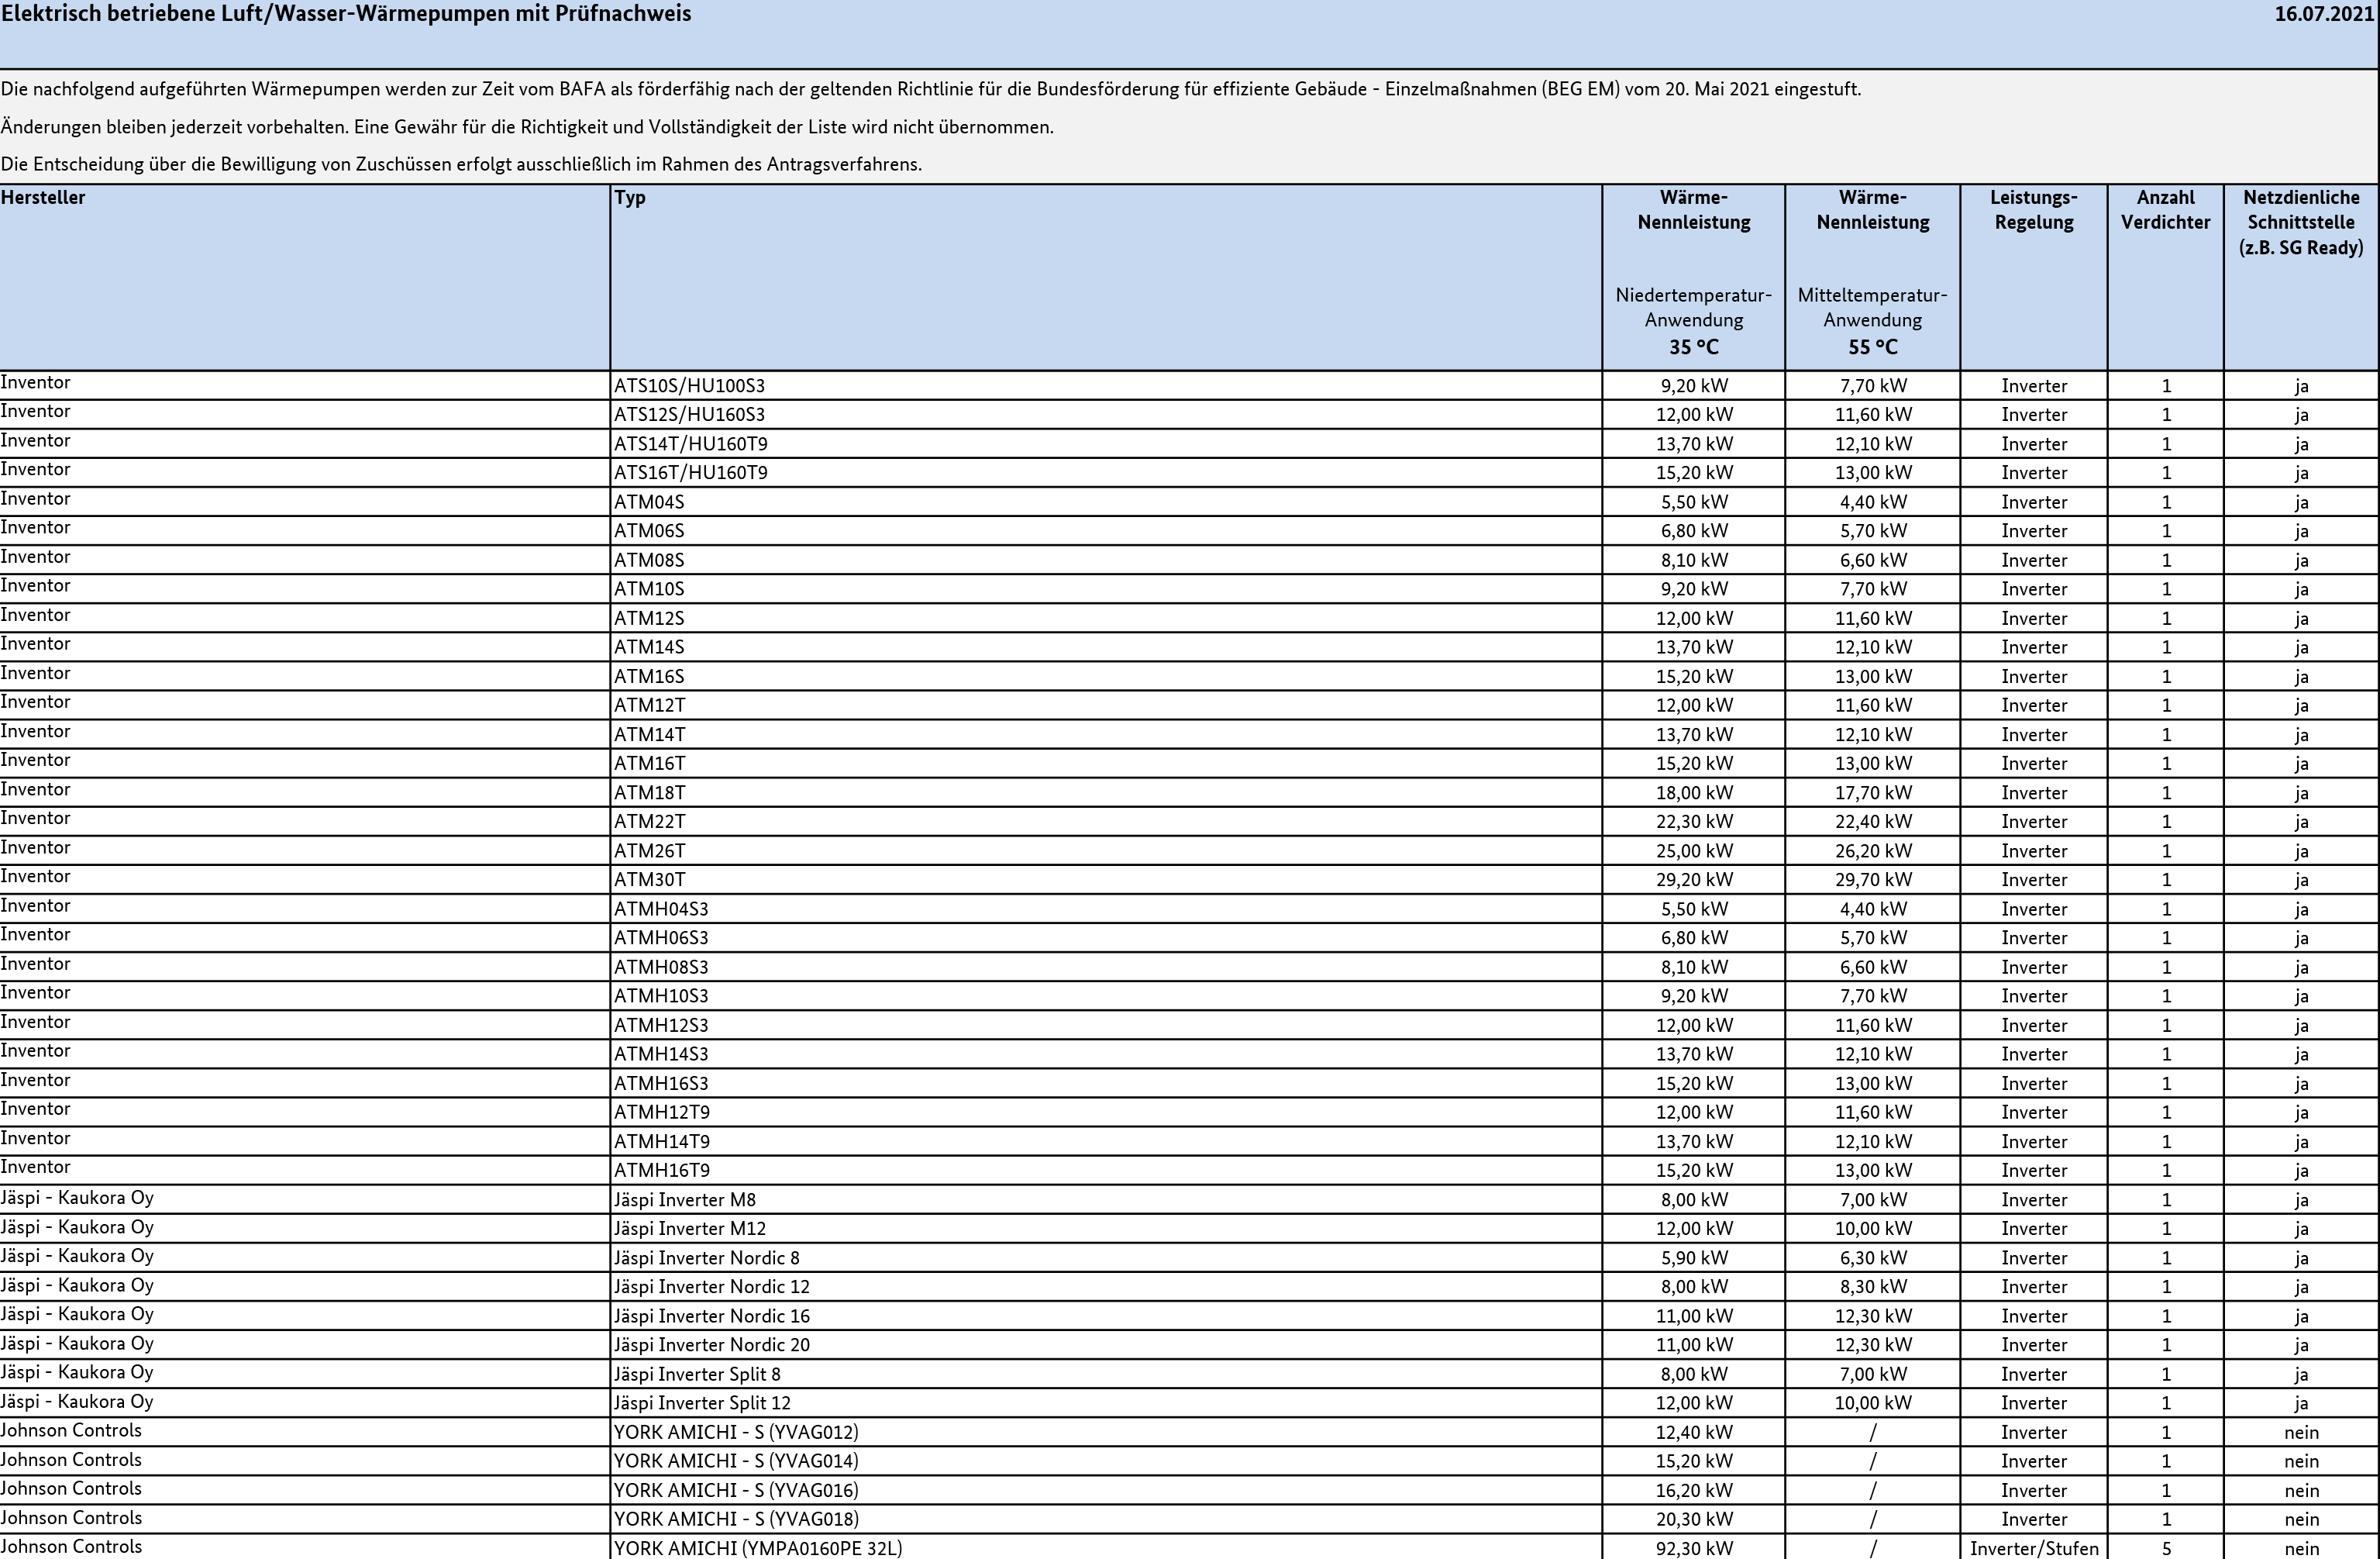 Elektrisch betriebene Luft/Wasser-Wärmepumpen mit Prüfnachweis 16.07.2021
Die nachfolgend aufgeführten Wärmepumpen werden zur Zeit vom BAFA als förderfähig nach der geltenden Richtlinie für die Bundesförderung für effiziente Gebäude - Einzelmaßnahmen (BEG EM) vom 20. Mai 2021 eingestuft.
Änderungen bleiben jederzeit vorbehalten. Eine Gewähr für die Richtigkeit und Vollständigkeit der Liste wird nicht übernommen.
Die Entscheidung über die Bewilligung von Zuschüssen erfolgt ausschließlich im Rahmen des Antragsverfahrens.
Hersteller Typ Wärme- Wärme- Leistungs- Anzahl Netzdienliche
Nennleistung Nennleistung Regelung Verdichter Schnittstelle
(z.B. SG Ready)
Niedertemperatur- Mitteltemperatur-
Anwendung Anwendung
35 °C 55 °C
Inventor ATS10S/HU100S3 9,20 kW 7,70 kW Inverter 1 ja
Inventor ATS12S/HU160S3 12,00 kW 11,60 kW Inverter 1 ja
Inventor ATS14T/HU160T9 13,70 kW 12,10 kW Inverter 1 ja
Inventor ATS16T/HU160T9 15,20 kW 13,00 kW Inverter 1 ja
Inventor ATM04S 5,50 kW 4,40 kW Inverter 1 ja
Inventor ATM06S 6,80 kW 5,70 kW Inverter 1 ja
Inventor ATM08S 8,10 kW 6,60 kW Inverter 1 ja
Inventor ATM10S 9,20 kW 7,70 kW Inverter 1 ja
Inventor ATM12S 12,00 kW 11,60 kW Inverter 1 ja
Inventor ATM14S 13,70 kW 12,10 kW Inverter 1 ja
Inventor ATM16S 15,20 kW 13,00 kW Inverter 1 ja
Inventor ATM12T 12,00 kW 11,60 kW Inverter 1 ja
Inventor ATM14T 13,70 kW 12,10 kW Inverter 1 ja
Inventor ATM16T 15,20 kW 13,00 kW Inverter 1 ja
Inventor ATM18T 18,00 kW 17,70 kW Inverter 1 ja
Inventor ATM22T 22,30 kW 22,40 kW Inverter 1 ja
Inventor ATM26T 25,00 kW 26,20 kW Inverter 1 ja
Inventor ATM30T 29,20 kW 29,70 kW Inverter 1 ja
Inventor ATMH04S3 5,50 kW 4,40 kW Inverter 1 ja
Inventor ATMH06S3 6,80 kW 5,70 kW Inverter 1 ja
Inventor ATMH08S3 8,10 kW 6,60 kW Inverter 1 ja
Inventor ATMH10S3 9,20 kW 7,70 kW Inverter 1 ja
Inventor ATMH12S3 12,00 kW 11,60 kW Inverter 1 ja
Inventor ATMH14S3 13,70 kW 12,10 kW Inverter 1 ja
Inventor ATMH16S3 15,20 kW 13,00 kW Inverter 1 ja
Inventor ATMH12T9 12,00 kW 11,60 kW Inverter 1 ja
Inventor ATMH14T9 13,70 kW 12,10 kW Inverter 1 ja
Inventor ATMH16T9 15,20 kW 13,00 kW Inverter 1 ja
Jäspi - Kaukora Oy Jäspi Inverter M8 8,00 kW 7,00 kW Inverter 1 ja
Jäspi - Kaukora Oy Jäspi Inverter M12 12,00 kW 10,00 kW Inverter 1 ja
Jäspi - Kaukora Oy Jäspi Inverter Nordic 8 5,90 kW 6,30 kW Inverter 1 ja
Jäspi - Kaukora Oy Jäspi Inverter Nordic 12 8,00 kW 8,30 kW Inverter 1 ja
Jäspi - Kaukora Oy Jäspi Inverter Nordic 16 11,00 kW 12,30 kW Inverter 1 ja
Jäspi - Kaukora Oy Jäspi Inverter Nordic 20 11,00 kW 12,30 kW Inverter 1 ja
Jäspi - Kaukora Oy Jäspi Inverter Split 8 8,00 kW 7,00 kW Inverter 1 ja
Jäspi - Kaukora Oy Jäspi Inverter Split 12 12,00 kW 10,00 kW Inverter 1 ja
Johnson Controls YORK AMICHI - S (YVAG012) 12,40 kW / Inverter 1 nein
Johnson Controls YORK AMICHI - S (YVAG014) 15,20 kW / Inverter 1 nein
Johnson Controls YORK AMICHI - S (YVAG016) 16,20 kW / Inverter 1 nein
Johnson Controls YORK AMICHI - S (YVAG018) 20,30 kW / Inverter 1 nein
Johnson Controls YORK AMICHI (YMPA0160PE 32L) 92,30 kW / Inverter/Stufen 5 nein